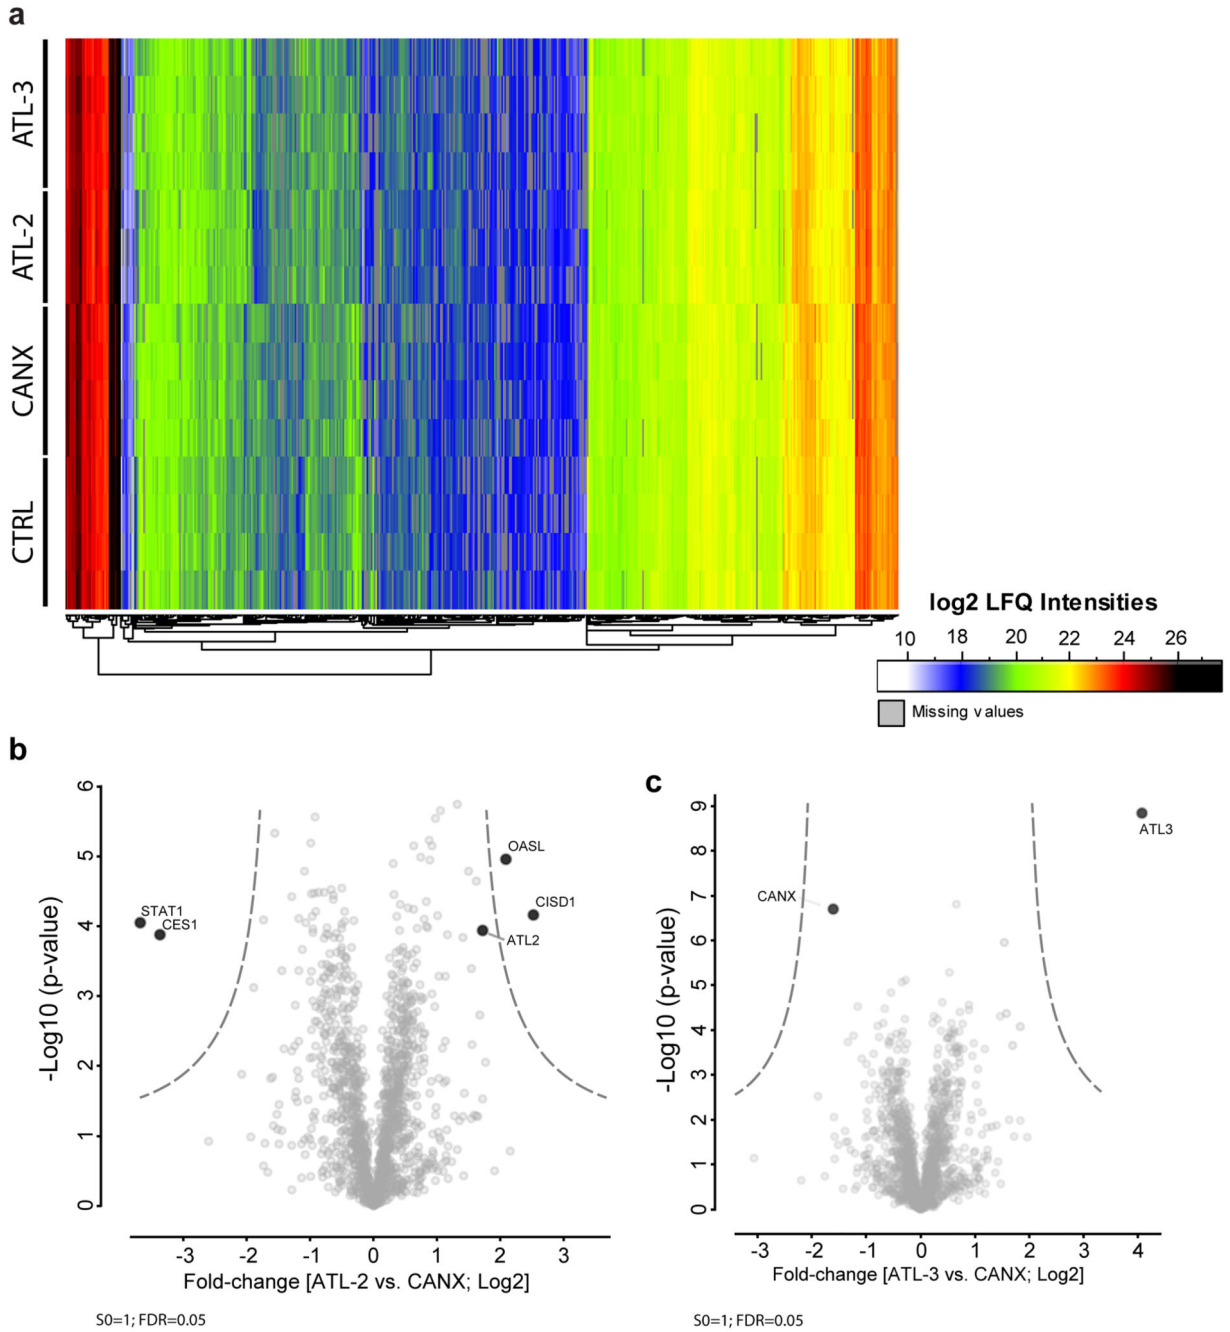 a
ATL-3
ATL-2
CANX
CTRL
log2 LFQ Intensities
10 18 20 22 24 26
Missing values
b
-Log10 (p-value)
6
5
4
3
2
1
0
STAT1
CES1
OASL
CISD1
ATL2
-3 -2 -1 0 1 2 3
Fold-change [ATL-2 vs. CANX; Log2]
S0=1; FDR=0.05
c
-Log10 (p-value)
9
8
7
6
5
4
3
2
1
0
ATL3
CANX
-3 -2 -1 0 1 2 3 4
Fold-change [ATL-3 vs. CANX; Log2]
S0=1; FDR=0.05